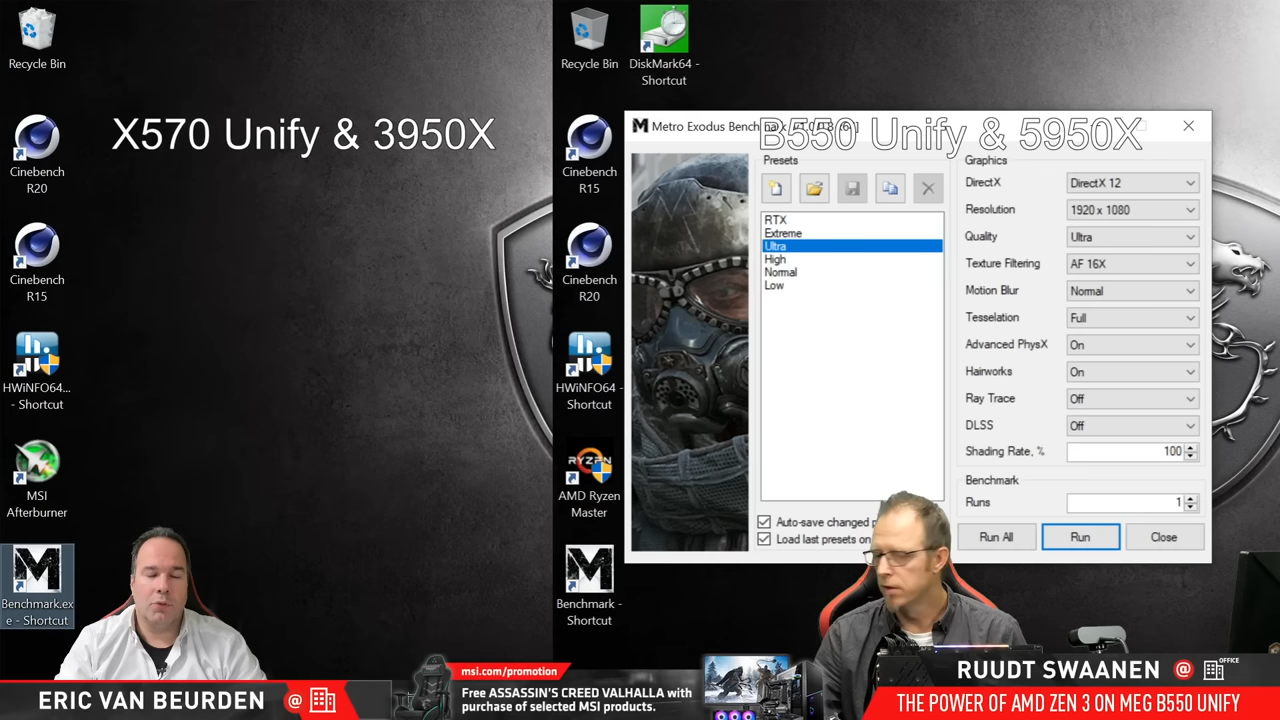 Recycle Bin
Cinebench
R20
Cinebench
R15
HWiNFO64...
- Shortcut
MSI
Afterburner
Benchmark.ex
e - Shortcut
X570 Unify & 3950X
Recycle Bin
DiskMark64 -
Shortcut
Cinebench
R15
Cinebench
R20
HWiNFO64 -
Shortcut
RYZEN
AMD Ryzen
Master
Benchmark -
Shortcut
B550 Unify & 5950X
Metro Exodus
Presets
RTX
Extreme
Ultra
High
Normal
Low
Auto-save changed
Load last presets on
Graphics
DirectX DirectX 12
Resolution 1920 x 1080
Quality Ultra
Texture Filtering AF 16X
Motion Blur Normal
Tesselation Full
Advanced PhysX On
Hairworks On
Ray Trace Off
DLSS Off
Shading Rate, % 100
Benchmark
Runs 1
Run All Run Close
ERIC VAN BEURDEN @
msi.com/promotion
Free ASSASSIN'S CREED VALHALLA with
purchase of selected MSI products.
RUUDT SWAANEN @ OFFICE
THE POWER OF AMD ZEN 3 ON MEG B550 UNIFY